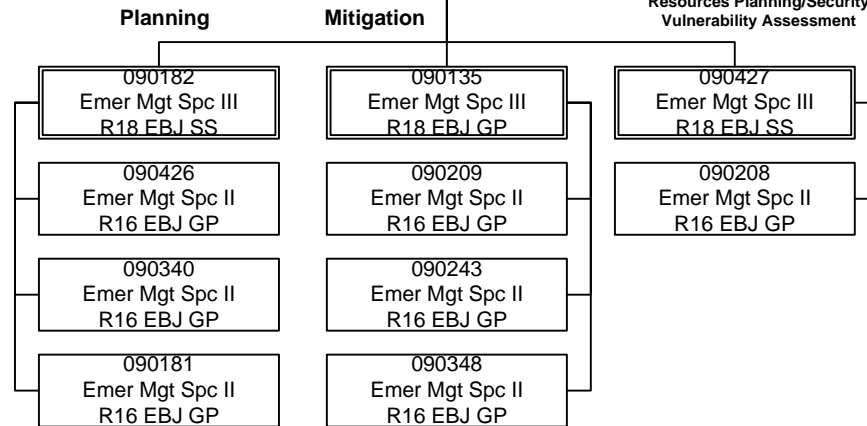 Planning
Mitigation
Resources Planning/Security
Vulnerability Assessment
090182
Emer Mgt Spc III
R18 EBJ SS
090135
Emer Mgt Spc III
R18 EBJ GP
090427
Emer Mgt Spc III
R18 EBJ SS
090426
Emer Mgt Spc II
R16 EBJ GP
090209
Emer Mgt Spc II
R16 EBJ GP
090208
Emer Mgt Spc II
R16 EBJ GP
090340
Emer Mgt Spc II
R16 EBJ GP
090243
Emer Mgt Spc II
R16 EBJ GP
090181
Emer Mgt Spc II
R16 EBJ GP
090348
Emer Mgt Spc II
R16 EBJ GP